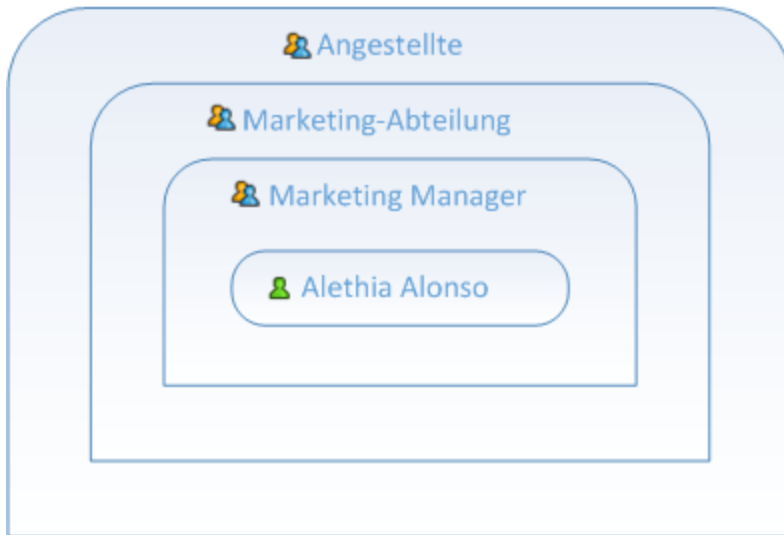 Angestellte
Marketing-Abteilung
Marketing Manager
Alethia Alonso